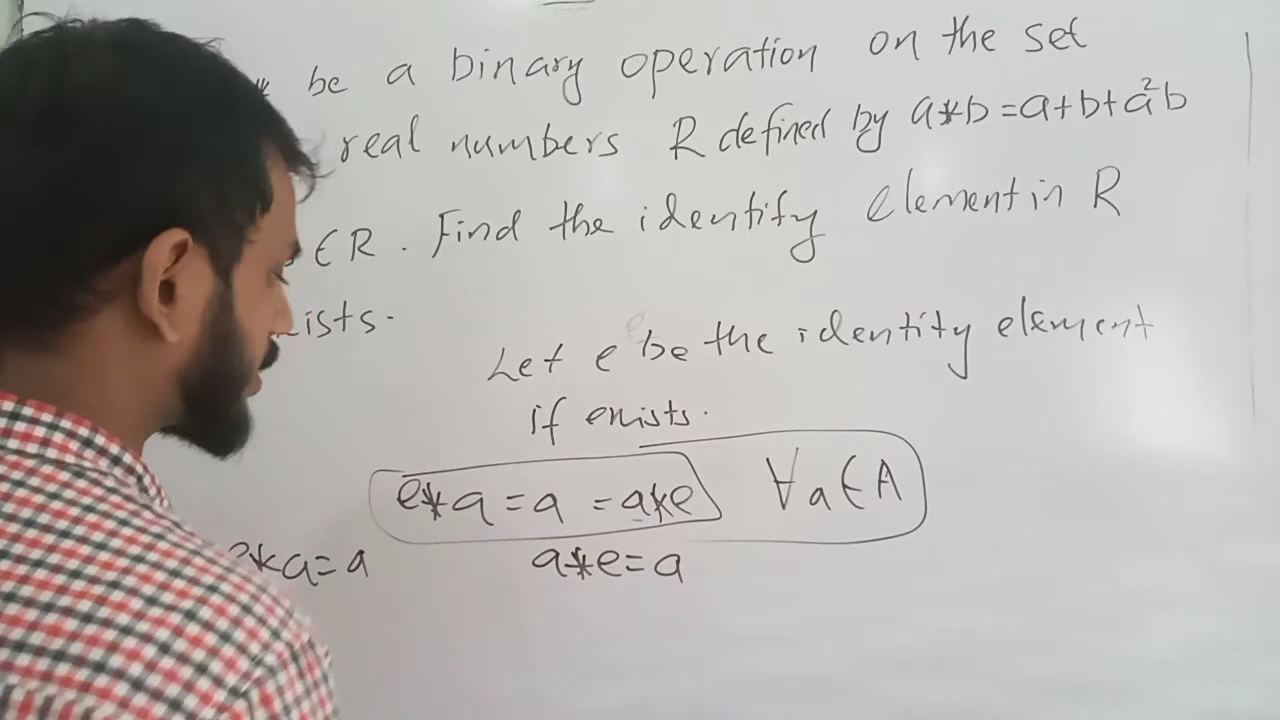 * be a binary operation on the set
real numbers R defined by a*b=a+b+a²b
∈R. Find the identity element in R
ists.
Let e be the identity element
if exists.
e*a=a=a*e ∀a∈A
*a=a a*e=a